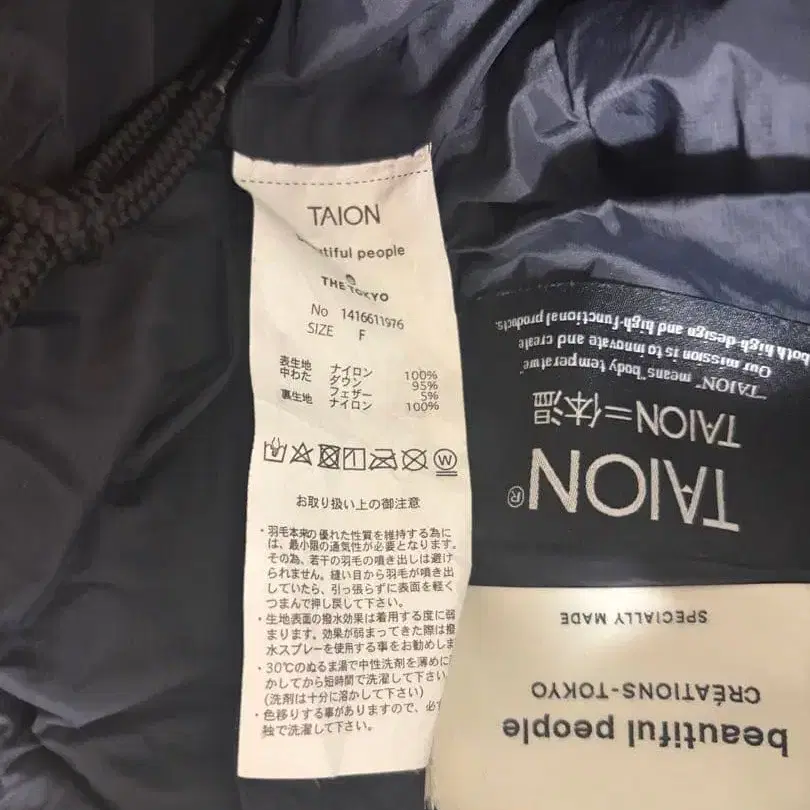 TAION
beautiful people
THE TOKYO
No 1416611976
SIZE F
表生地 ナイロン 100%
中わた ダウン 95%
フェザー 5%
裏生地 ナイロン 100%
お取り扱い上の御注意
・羽毛本来の優れた性質を維持する為に
は、最小限の通気性が必要となります。
その為、若干の羽毛の噴き出しは避け
られません。縫い目から羽毛が噴き出
していたら、引っ張らずに表面を軽く
つまんで押し戻して下さい。
・生地表面の撥水効果は着用する度に弱
まります。効果が弱まってきた際は撥
水スプレーを使用する事をお勧めしま
・30℃のぬるま湯で中性洗剤を薄めに
かしてから短時間で洗濯して下さい
(洗剤は十分に溶かして下さい)
・色移りする事がありますので、必ず
独で洗濯して下さい。
beautiful people
CRÉATIONS-TOKYO
SPECIALLY MADE
TAION®
TAION=体温
"TAION" means "body temperature"
Our mission is to innovate and create
both high-design and high-functional products.